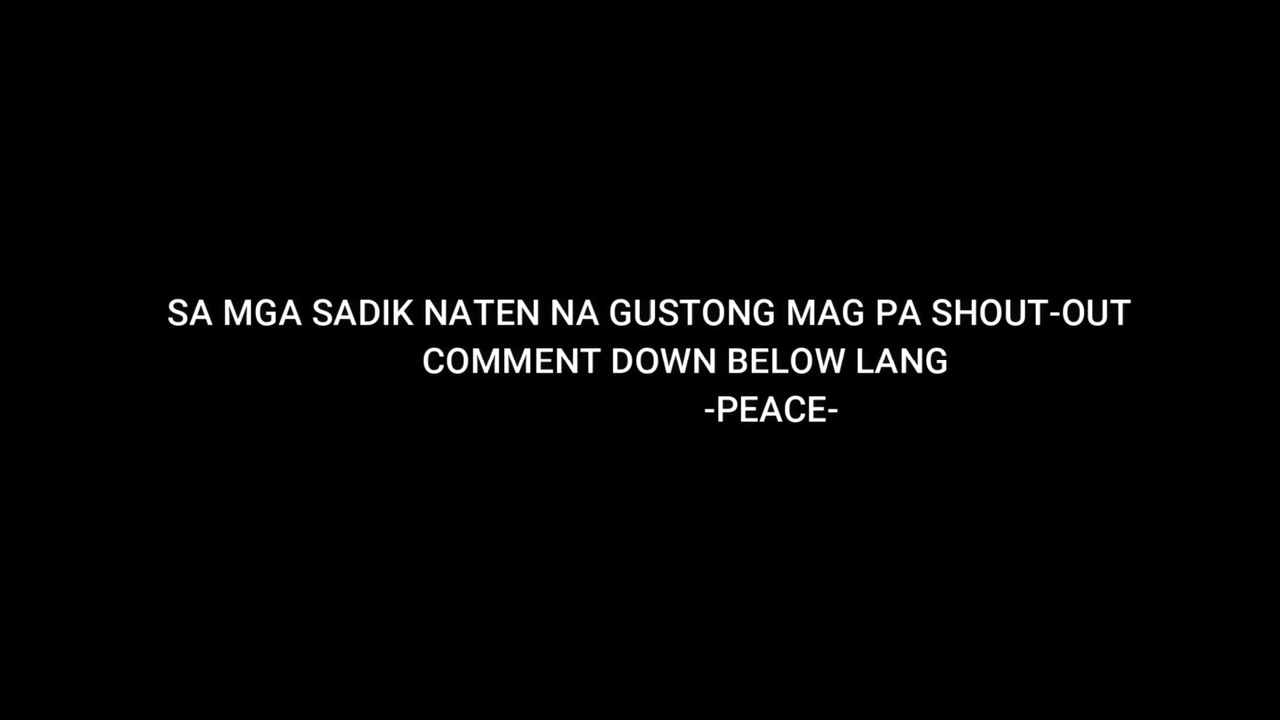 SA MGA SADIK NATEN NA GUSTONG MAG PA SHOUT-OUT
COMMENT DOWN BELOW LANG
-PEACE-